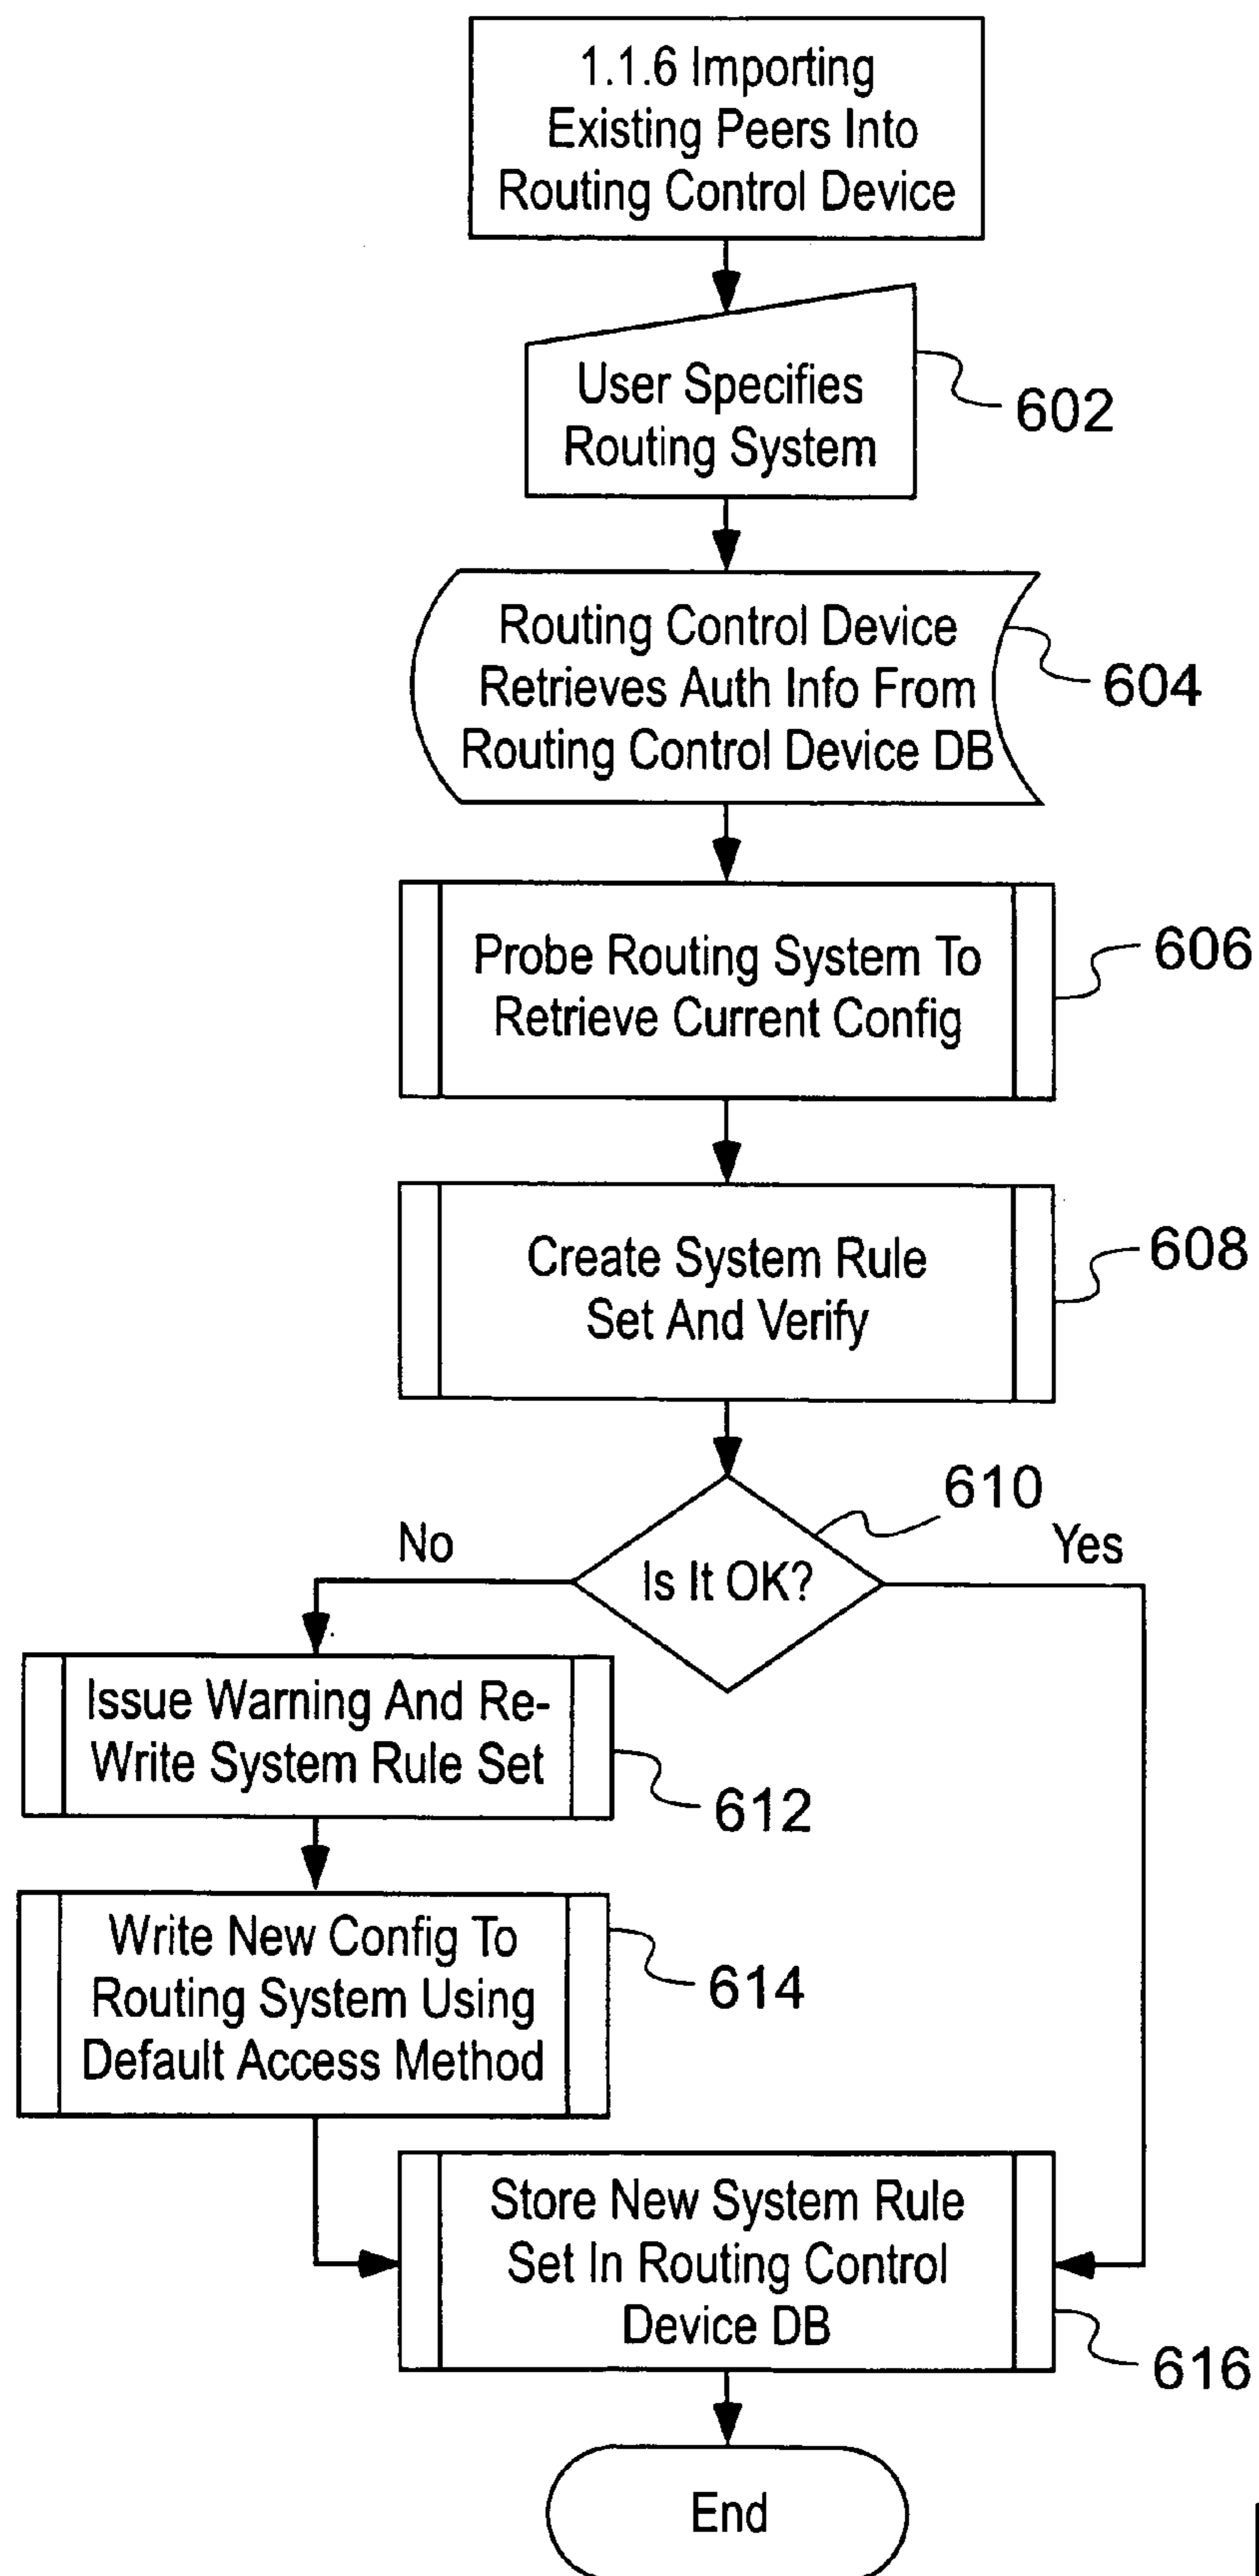 1.1.6 Importing
Existing Peers Into
Routing Control Device
User Specifies
Routing System
602
Routing Control Device
Retrieves Auth Info From
Routing Control Device DB
604
Probe Routing System To
Retrieve Current Config
606
Create System Rule
Set And Verify
608
610
No
Is It OK?
Yes
Issue Warning And Re-
Write System Rule Set
612
Write New Config To
Routing System Using
Default Access Method
614
Store New System Rule
Set In Routing Control
Device DB
616
End